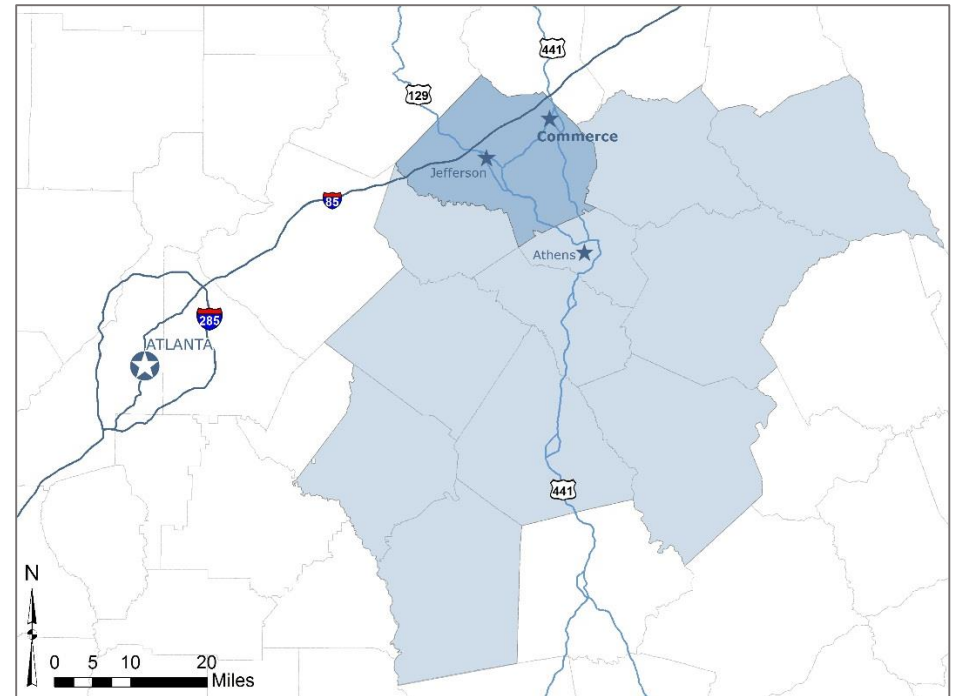 441
129
Commerce
Jefferson
85
Athens
285
ATLANTA
441
N
0 5 10 20
Miles